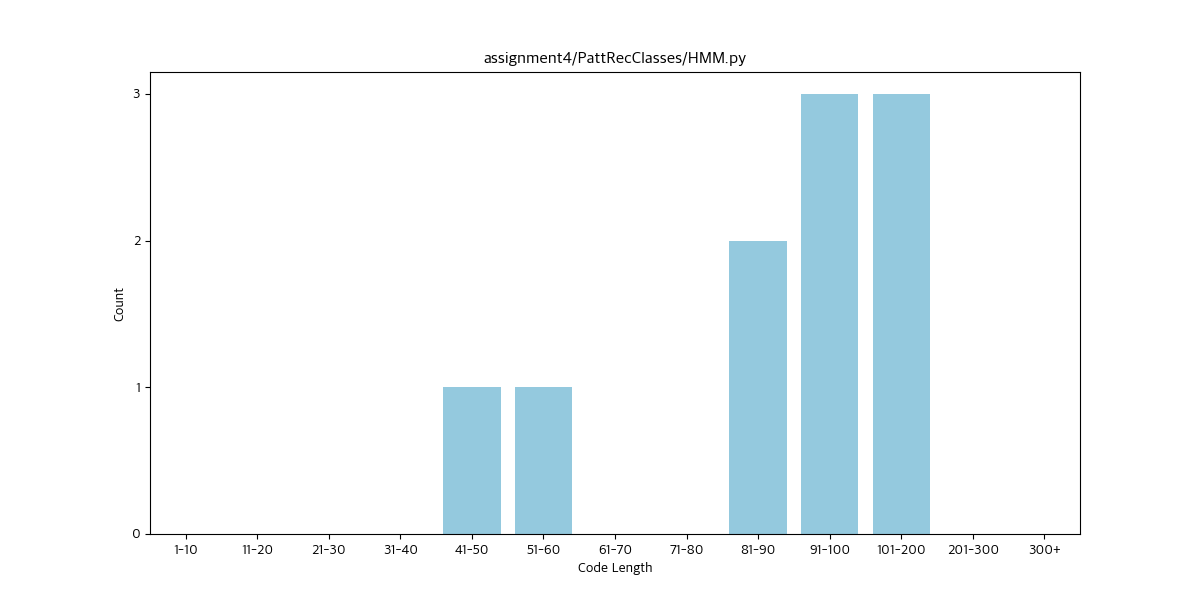 assignment4/PattRecClasses/HMM.py
3
2
1
0
Count
1-10 11-20 21-30 31-40 41-50 51-60 61-70 71-80 81-90 91-100 101-200 201-300 300+
Code Length